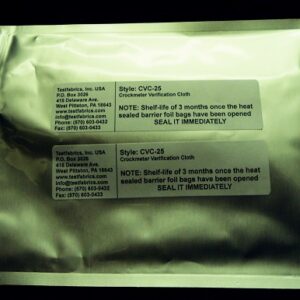 Testfabrics, Inc. USA
P.O. Box 3026
415 Delaware Ave.
West Pittston, PA 18643
www.testfabrics.com
info@testfabrics.com
Phone: (570) 603-0432
Fax: (570) 603-0433
Style: CVC-25
Crockmeter Verification Cloth
NOTE: Shelf-life of 3 months once the heat
sealed barrier foil bags have been opened
SEAL IT IMMEDIATELY
Testfabrics, Inc. USA
P.O. Box 3026
415 Delaware Ave.
West Pittston, PA 18643
www.testfabrics.com
info@testfabrics.com
Phone: (570) 603-0432
Fax: (570) 603-0433
Style: CVC-25
Crockmeter Verification Cloth
NOTE: Shelf-life of 3 months once the heat
sealed barrier foil bags have been opened
SEAL IT IMMEDIATELY